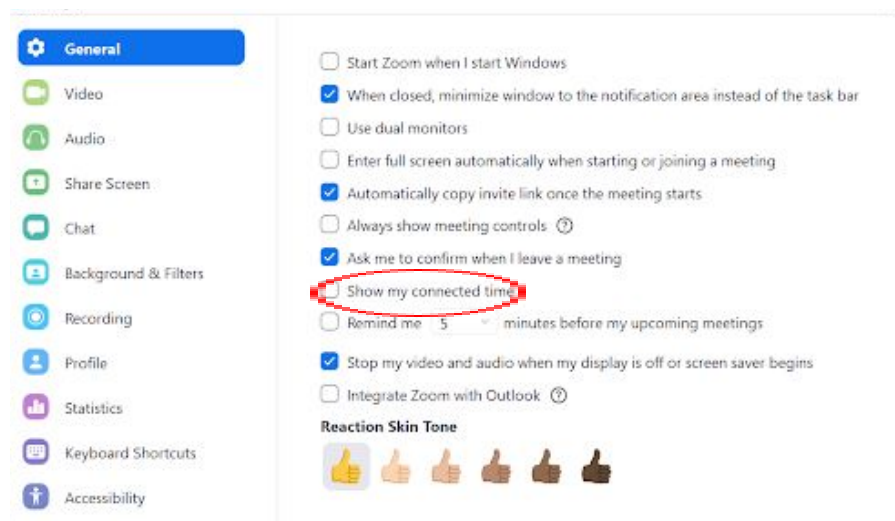 General
Video
Audio
Share Screen
Chat
Background & Filters
Recording
Profile
Statistics
Keyboard Shortcuts
Accessibility
Start Zoom when I start Windows
When closed, minimize window to the notification area instead of the task bar
Use dual monitors
Enter full screen automatically when starting or joining a meeting
Automatically copy invite link once the meeting starts
Always show meeting controls ?
Ask me to confirm when I leave a meeting
Show my connected time
Remind me 5 minutes before my upcoming meetings
Stop my video and audio when my display is off or screen saver begins
Integrate Zoom with Outlook ?
Reaction Skin Tone